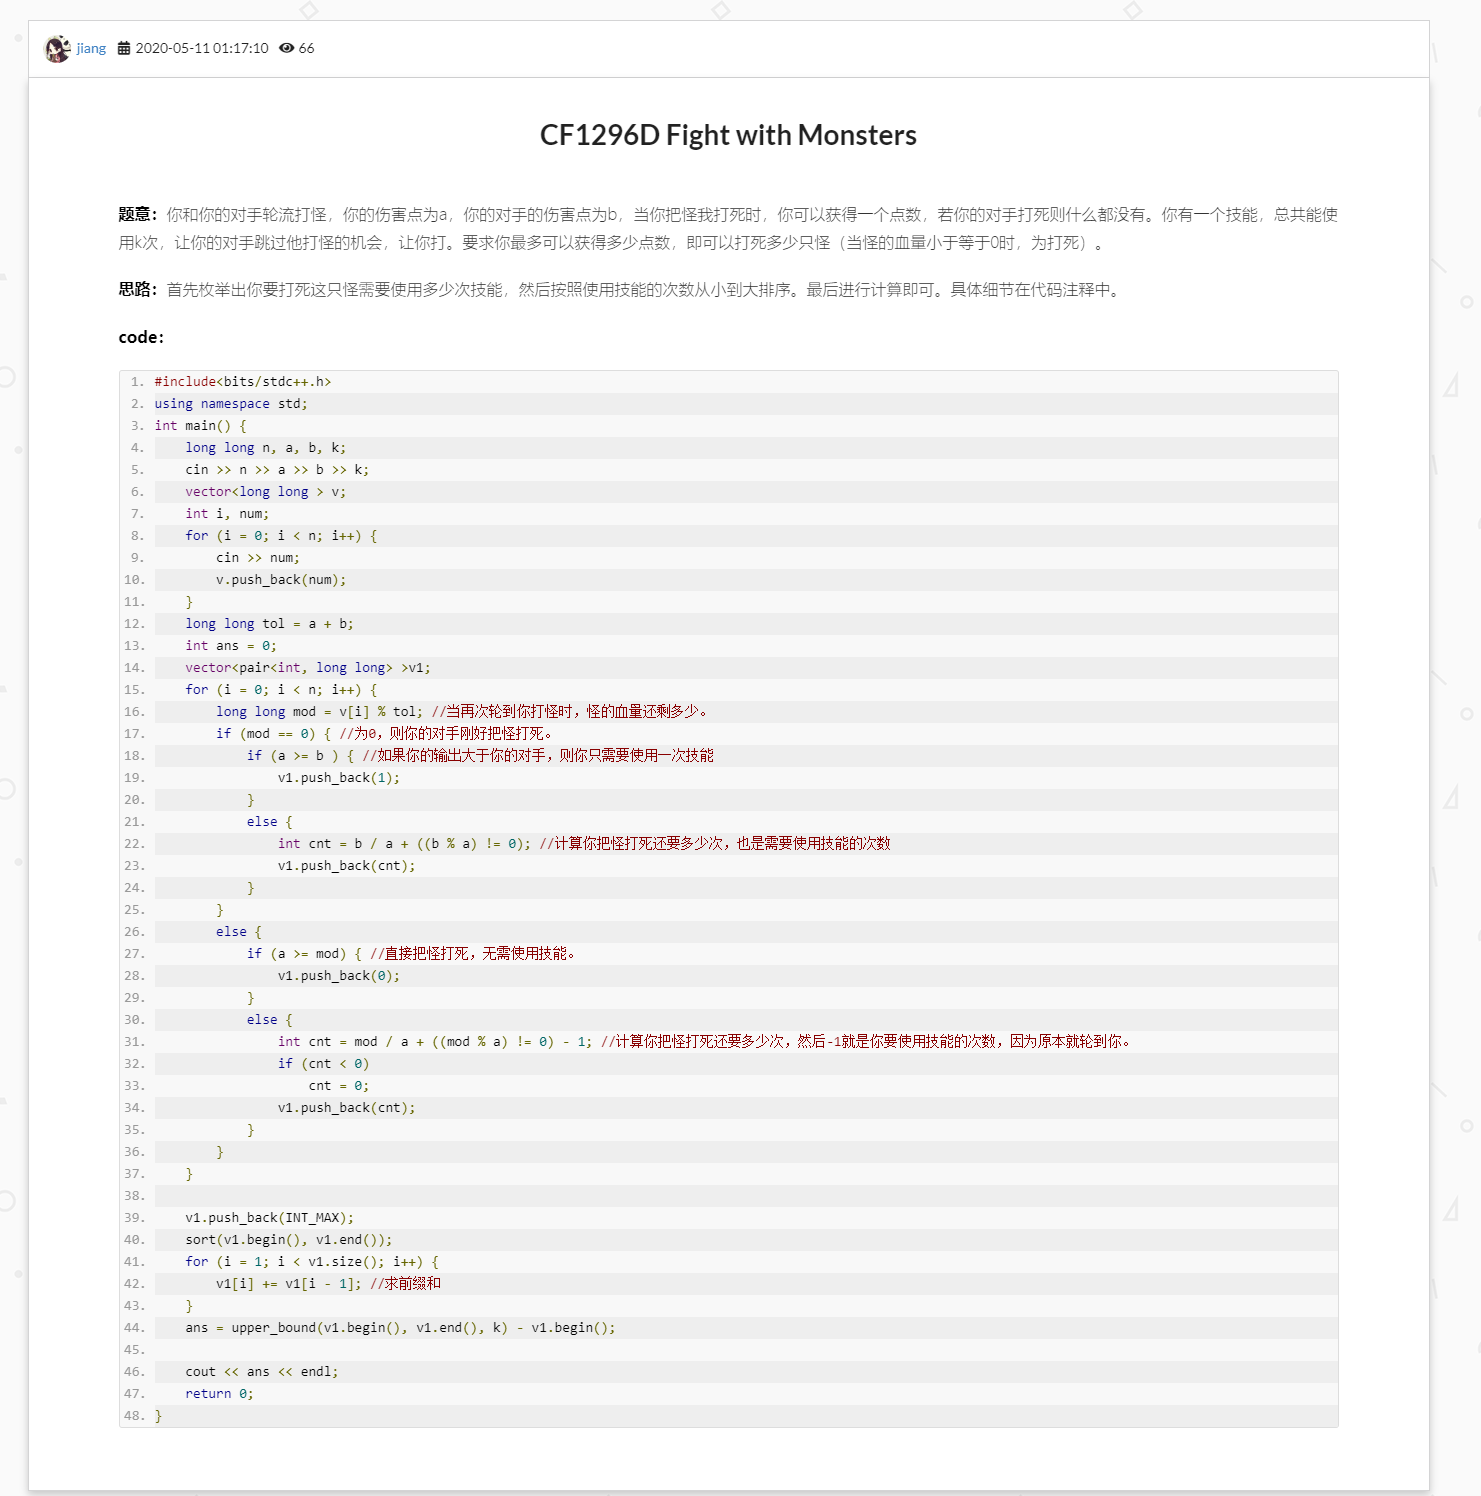 jiang 2020-05-11 01:17:10 66
CF1296D Fight with Monsters
题意：你和你的对手轮流打怪，你的伤害点为a，你的对手的伤害点为b，当你把怪我打死时，你可以获得一个点数，若你的对手打死则什么都没有。你有一个技能，总共能使
用k次，让你的对手跳过他打怪的机会，让你打。要求你最多可以获得多少点数，即可以打死多少只怪（当怪的血量小于等于0时，为打死）。
思路：首先枚举出你要打死这只怪需要使用多少次技能，然后按照使用技能的次数从小到大排序。最后进行计算即可。具体细节在代码注释中。
code：
1. #include<bits/stdc++.h>
2. using namespace std;
3. int main() {
4.     long long n, a, b, k;
5.     cin >> n >> a >> b >> k;
6.     vector<long long > v;
7.     int i, num;
8.     for (i = 0; i < n; i++) {
9.         cin >> num;
10.         v.push_back(num);
11.     }
12.     long long tol = a + b;
13.     int ans = 0;
14.     vector<pair<int, long long> >v1;
15.     for (i = 0; i < n; i++) {
16.         long long mod = v[i] % tol; //当再次轮到你打怪时，怪的血量还剩多少。
17.         if (mod == 0) { //为0，则你的对手刚好把怪打死。
18.             if (a >= b ) { //如果你的输出大于你的对手，则你只需要使用一次技能
19.                 v1.push_back(1);
20.             }
21.             else {
22.                 int cnt = b / a + ((b % a) != 0); //计算你把怪打死还要多少次，也是需要使用技能的次数
23.                 v1.push_back(cnt);
24.             }
25.         }
26.         else {
27.             if (a >= mod) { //直接把怪打死，无需使用技能。
28.                 v1.push_back(0);
29.             }
30.             else {
31.                 int cnt = mod / a + ((mod % a) != 0) - 1; //计算你把怪打死还要多少次，然后-1就是你要使用技能的次数，因为原本就轮到你。
32.                 if (cnt < 0)
33.                     cnt = 0;
34.                 v1.push_back(cnt);
35.             }
36.         }
37.     }
38.
39.     v1.push_back(INT_MAX);
40.     sort(v1.begin(), v1.end());
41.     for (i = 1; i < v1.size(); i++) {
42.         v1[i] += v1[i - 1]; //求前缀和
43.     }
44.     ans = upper_bound(v1.begin(), v1.end(), k) - v1.begin();
45.
46.     cout << ans << endl;
47.     return 0;
48. }